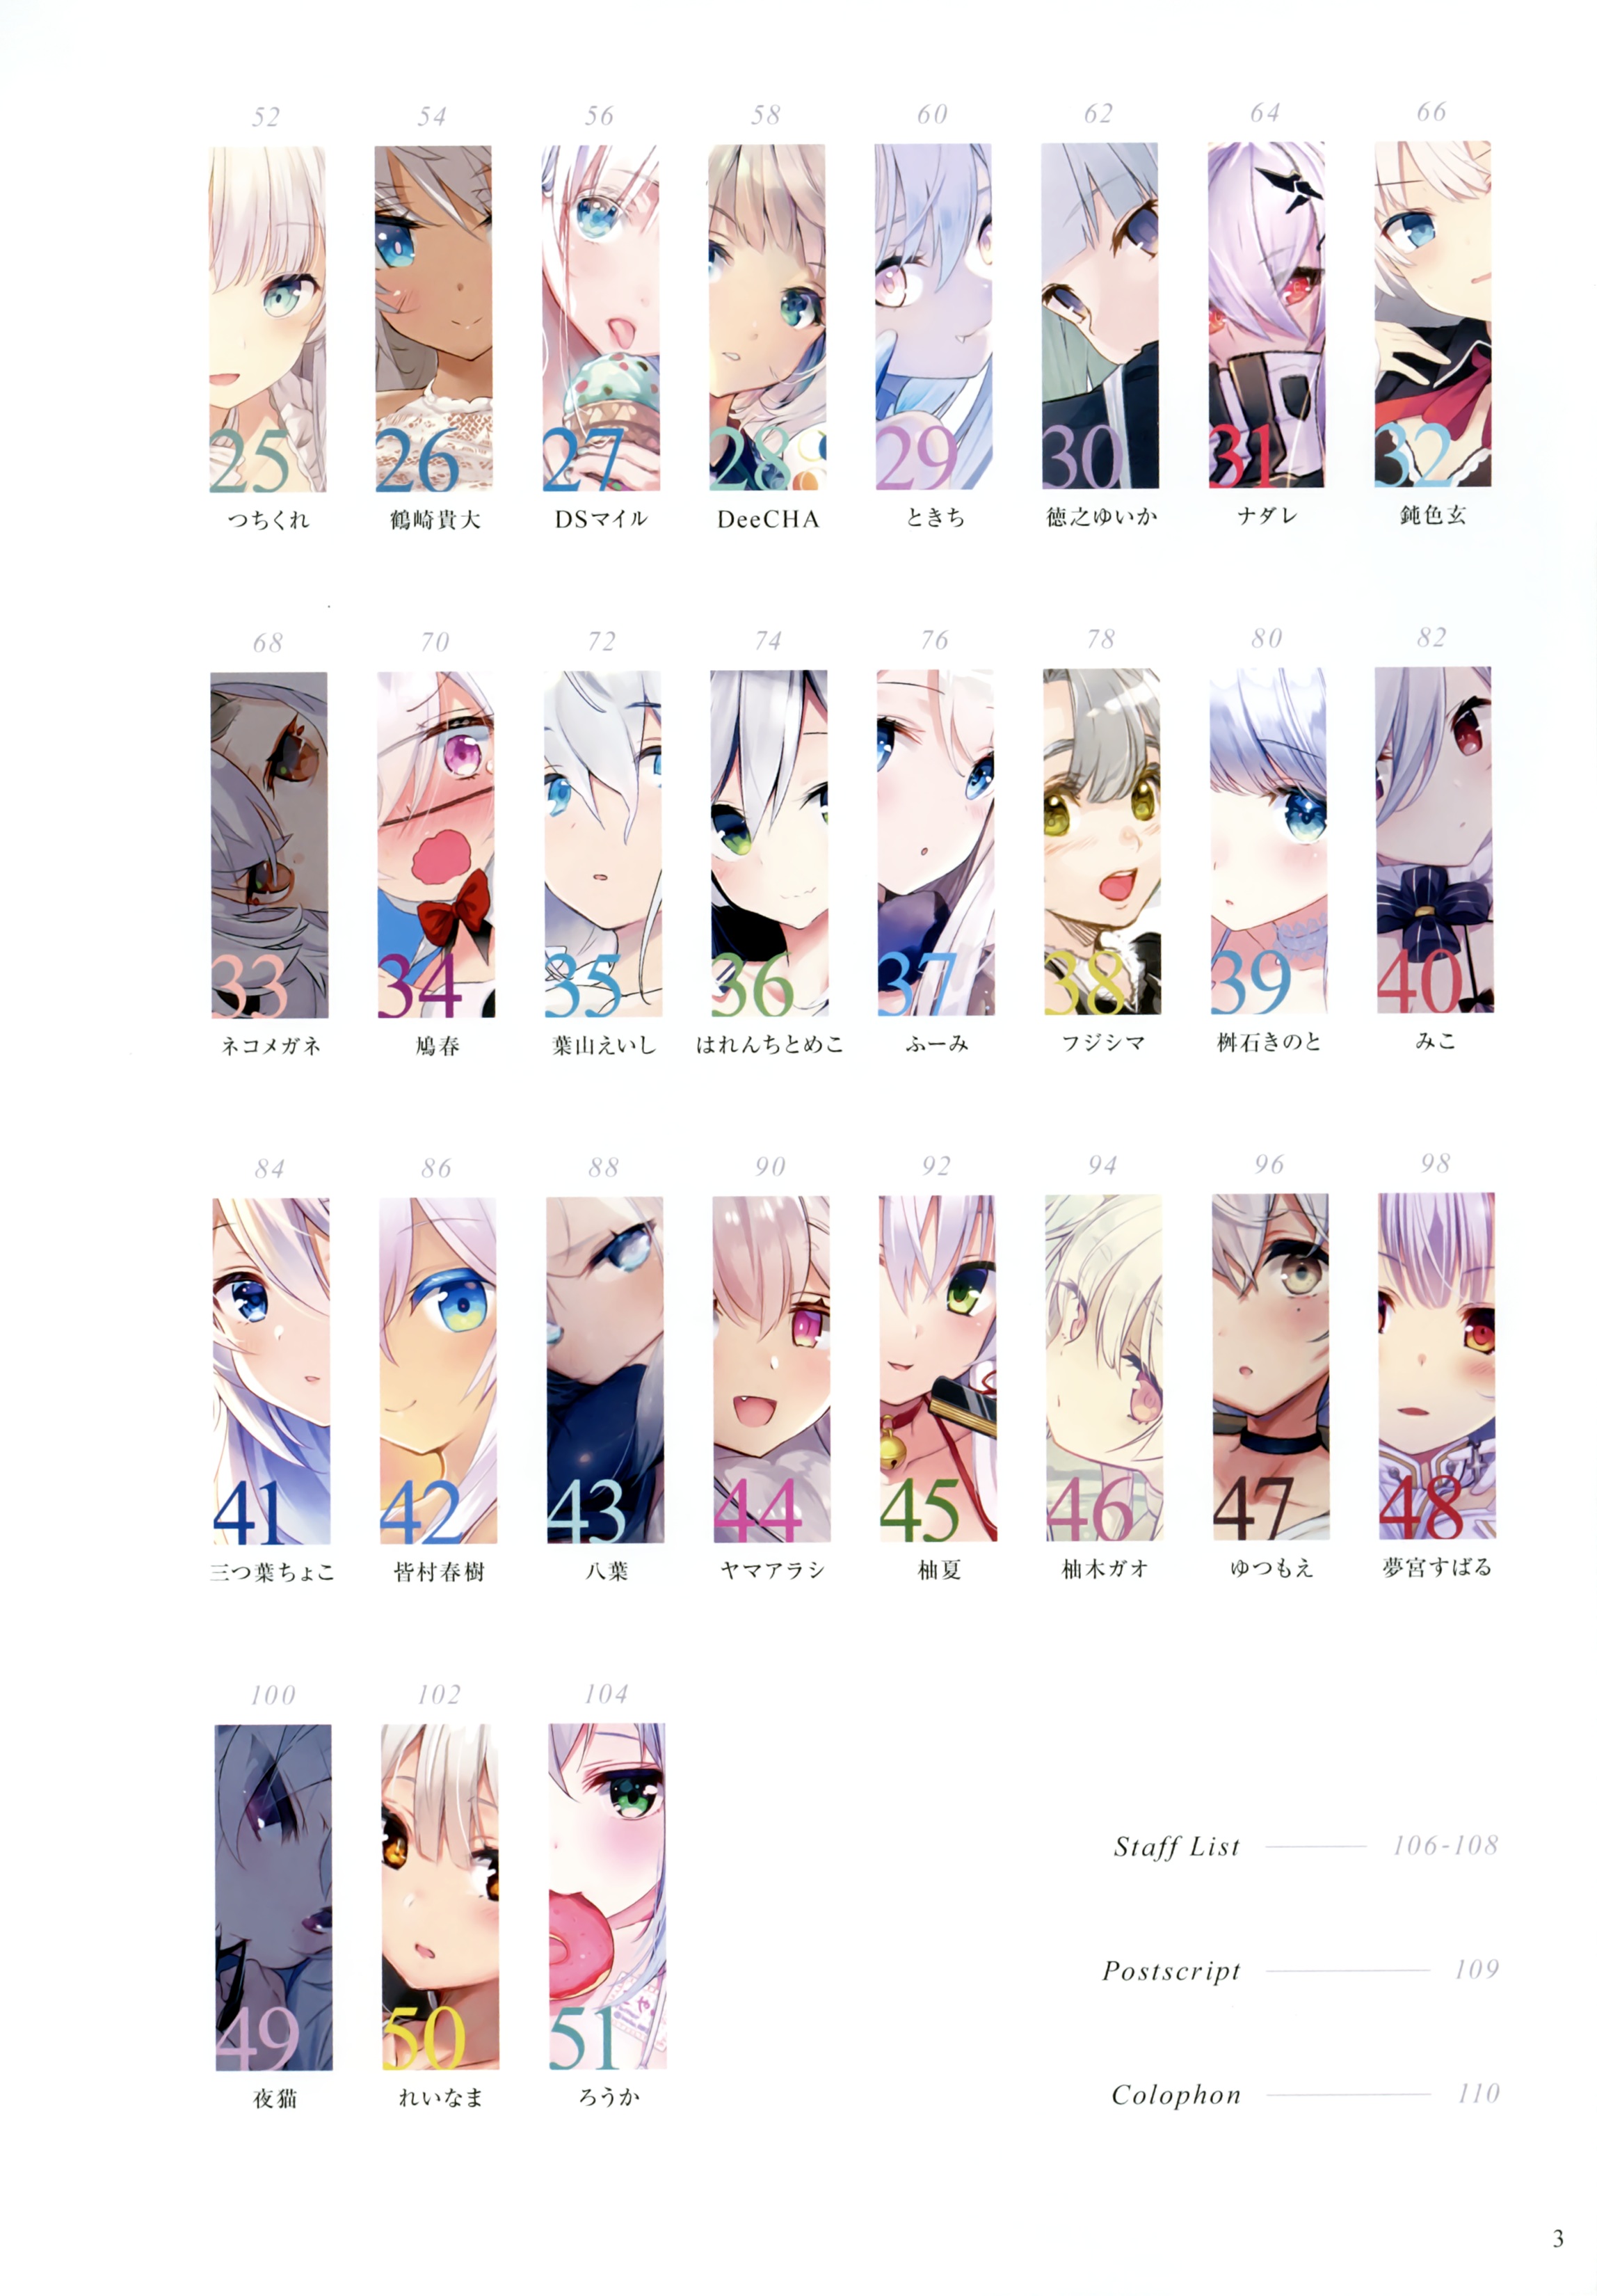 52 54 56 58 60 62 64 66
25 26 27 28 29 30 31 32
つちくれ 鶴崎貴大 DSマイル DeeCHA ときち 徳之ゆいか ナダレ 鈍色玄
68 70 72 74 76 78 80 82
33 34 35 36 37 38 39 40
ネコメガネ 鳩春 葉山えいし はれんちとめこ ふーみ フジシマ 桝石きのと みこ
84 86 88 90 92 94 96 98
41 42 43 44 45 46 47 48
三つ葉ちょこ 皆村春樹 八葉 ヤマアラシ 柚夏 柚木ガオ ゆつもえ 夢宮すばる
100 102 104
や
49 50 51
夜猫 れいなま ろうか
Staff List 106-108
Postscript 109
Colophon 110
3